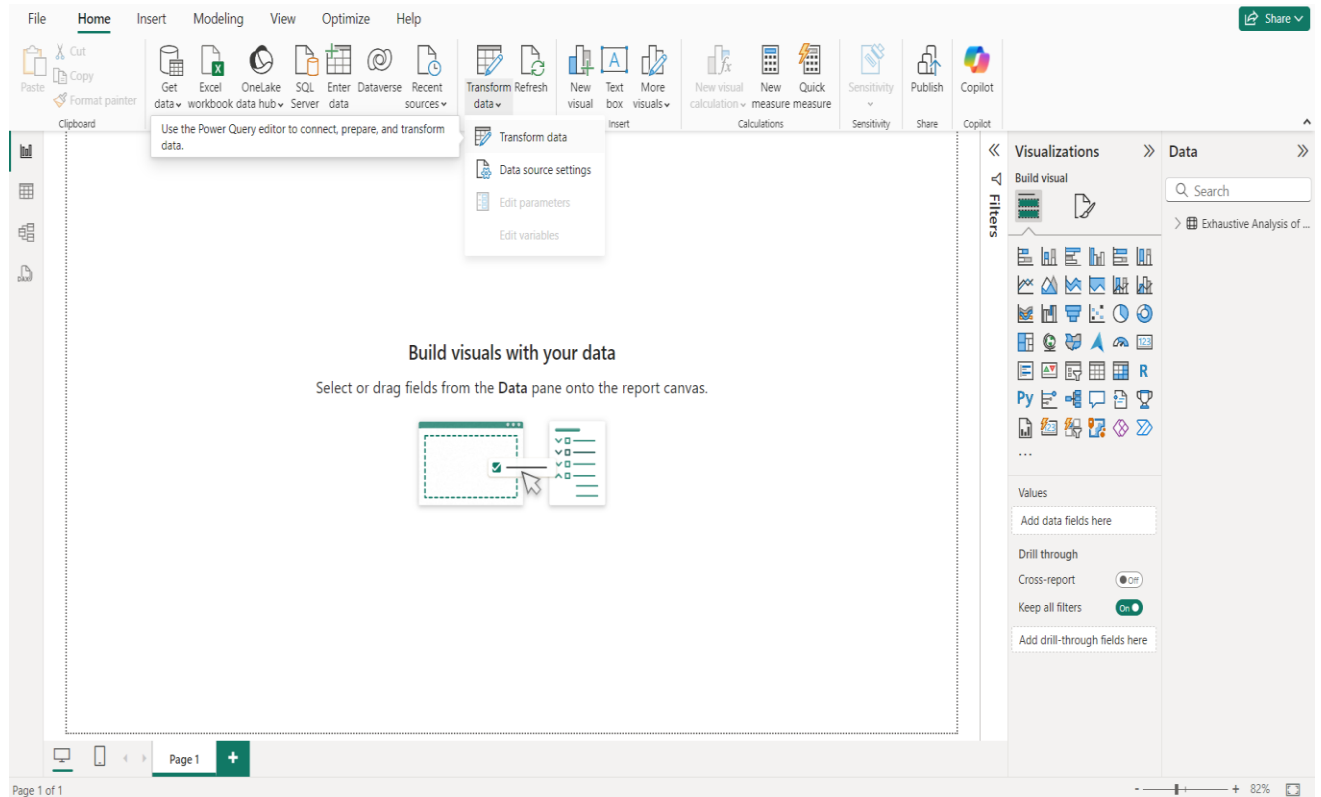 File Home Insert Modeling View Optimize Help
Share
Paste
Cut
Copy
Format painter
Clipboard
Get data
Excel workbook
OneLake data hub
SQL Server
Enter data
Dataverse
Recent sources
Transform data
Refresh
New visual
Text box
More visuals
Insert
New visual calculation
New measure
Quick measure
Calculations
Sensitivity
Sensitivity
Publish
Share
Copilot
Copilot
Use the Power Query editor to connect, prepare, and transform
data.
Transform data
Data source settings
Edit parameters
Edit variables
Build visuals with your data
Select or drag fields from the Data pane onto the report canvas.
Filters
Visualizations
Build visual
123
R
Py
123
...
Values
Add data fields here
Drill through
Cross-report Off
Keep all filters On
Add drill-through fields here
Data
Search
Exhaustive Analysis of ...
Page 1 +
Page 1 of 1
- + 82%